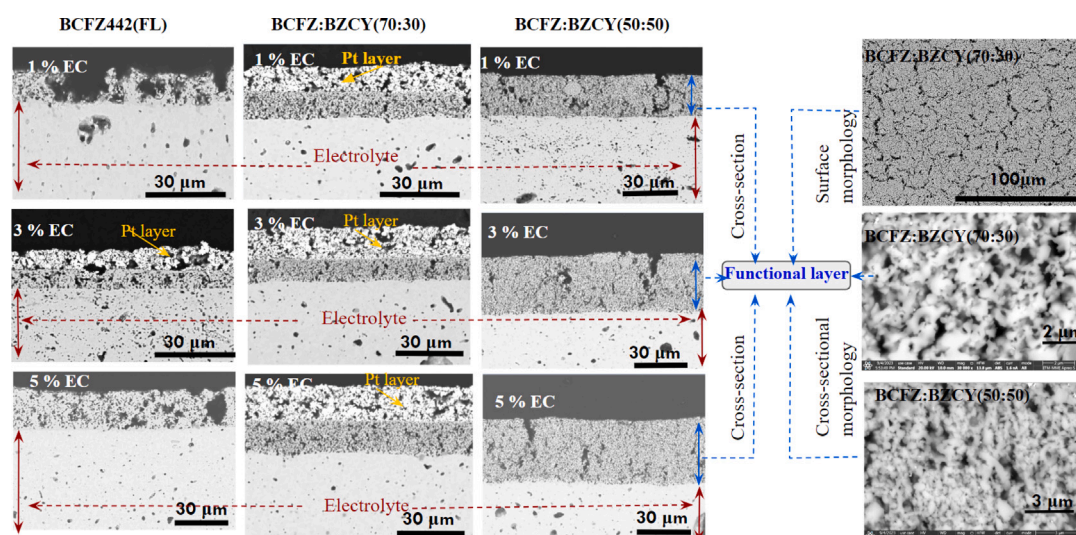 BCFZ442(FL)
BCFZ:BZCY(70:30)
BCFZ:BZCY(50:50)
1 % EC
1 % EC
Pt layer
1 % EC
Electrolyte
30 µm
30 µm
30 µm
3 % EC
Pt layer
3 % EC
Pt layer
3 % EC
Electrolyte
30 µm
30 µm
30 µm
5 % EC
5 % EC
Pt layer
5 % EC
Electrolyte
30 µm
30 µm
30 µm
Cross-section
Surface
morphology
Functional layer
Cross-section
Cross-sectional
morphology
BCFZ:BZCY(70:30)
100µm
BCFZ:BZCY(70:30)
2 µm
BCFZ:BZCY(50:50)
3 µm